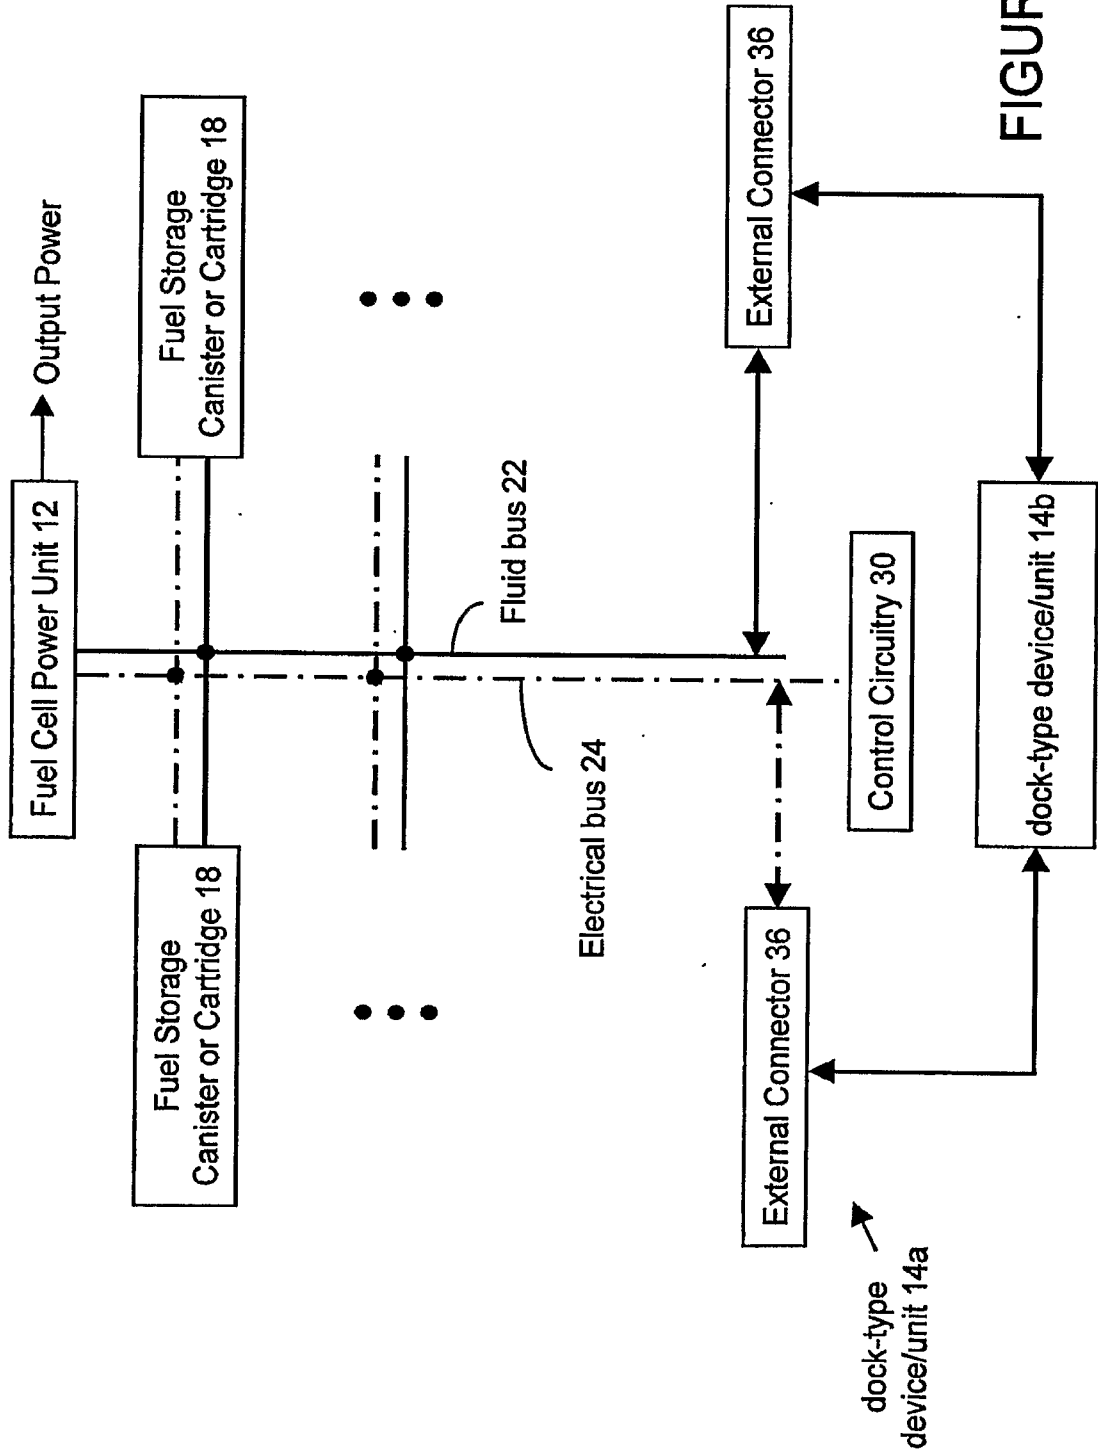 Fuel Cell Power Unit 12
Output Power
Fuel Storage
Canister or Cartridge 18
Fuel Storage
Canister or Cartridge 18
Fluid bus 22
Electrical bus 24
External Connector 36
External Connector 36
Control Circuitry 30
dock-type
device/unit 14a
dock-type device/unit 14b